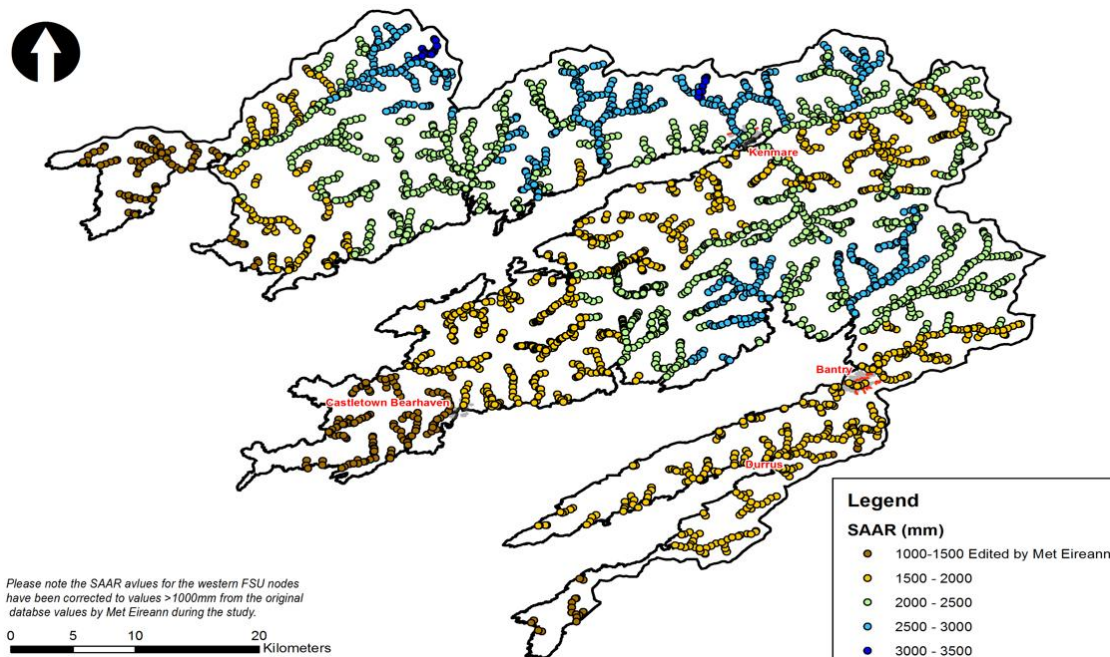 Kenmare
Castletown Bearhaven
Bantry
Durrus
Legend
SAAR (mm)
1000-1500 Edited by Met Eireann
1500 - 2000
2000 - 2500
2500 - 3000
3000 - 3500
Please note the SAAR avlues for the western FSU nodes
have been corrected to values >1000mm from the original
databse values by Met Eireann during the study.
0 5 10 20
Kilometers